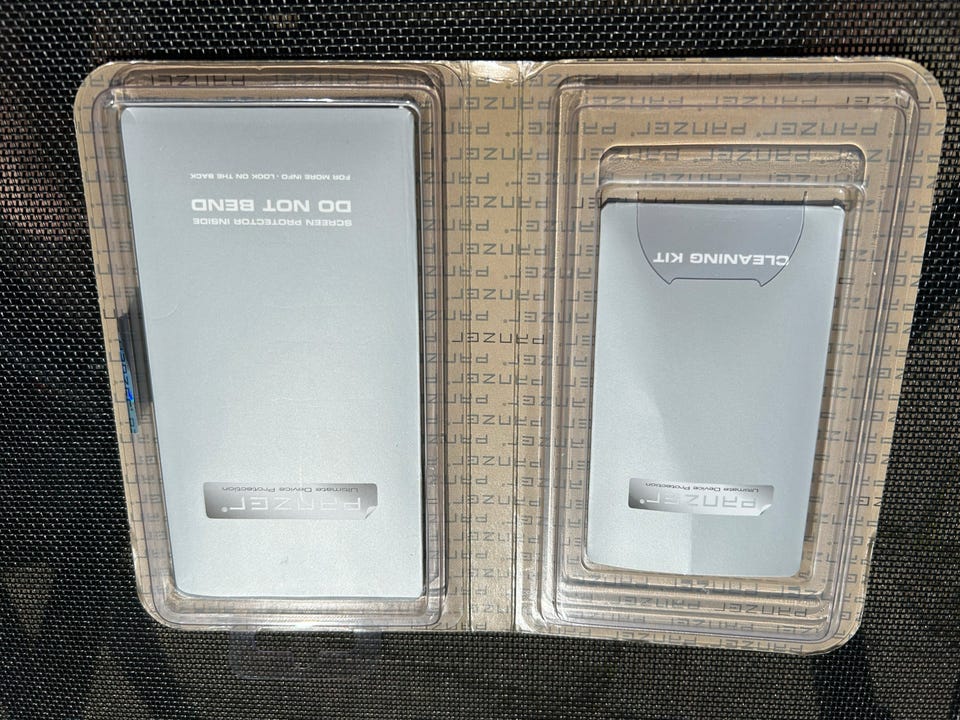 SCREEN PROTECTOR INSIDE
DO NOT BEND
FOR MORE INFO - LOOK ON THE BACK
PANZER
Ultimate Device Protection
CLEANING KIT
PANZER
Ultimate Device Protection